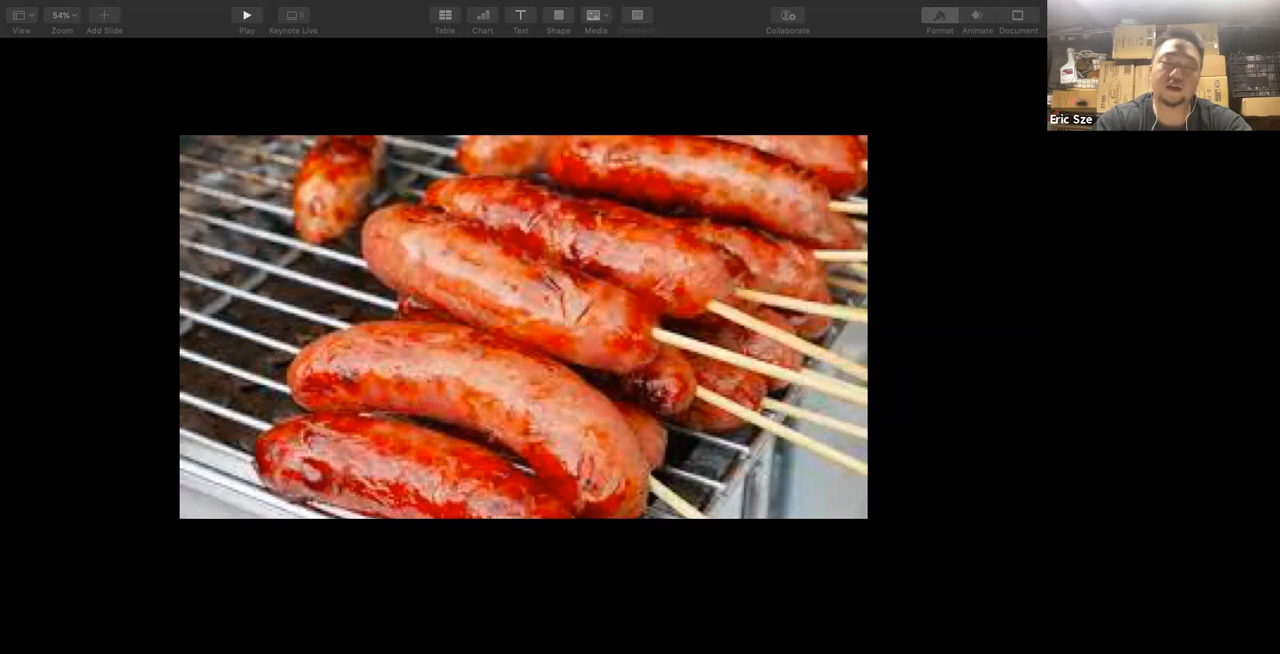 View
Zoom
Add Slide
Play
Keynote Live
Table
Chart
Text
Shape
Media
Comment
Collaborate
Format
Animate
Document
54%
Eric Sze